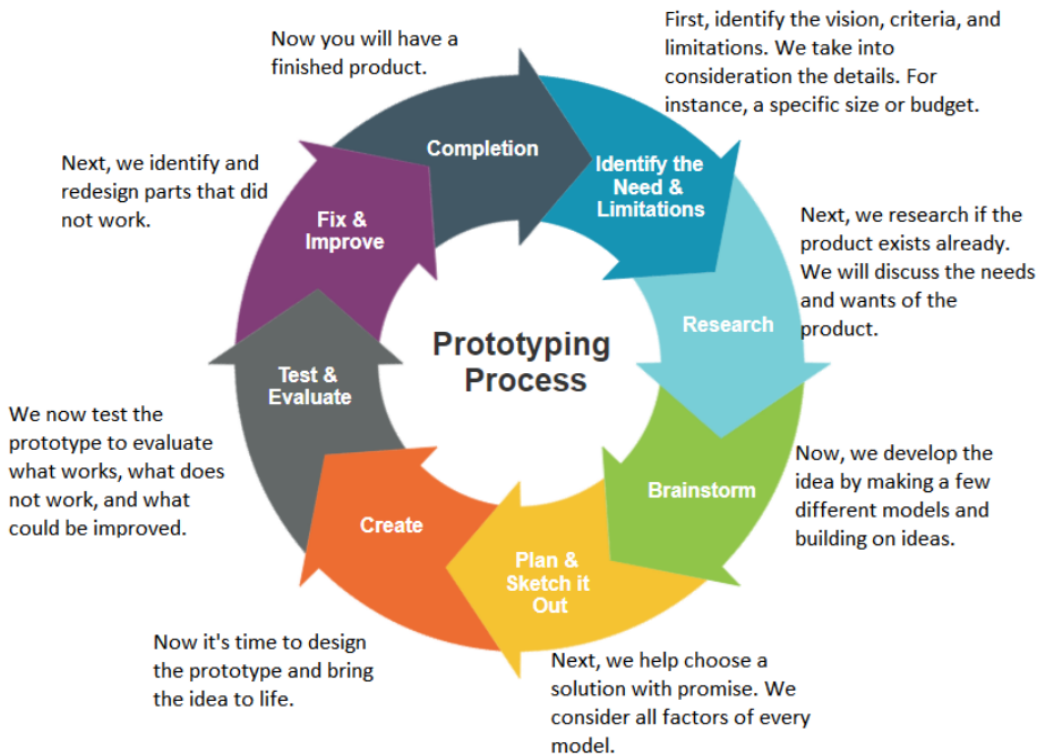 Prototyping
Process
Identify the
Need &
Limitations
First, identify the vision, criteria, and
limitations. We take into
consideration the details. For
instance, a specific size or budget.
Research
Next, we research if the
product exists already.
We will discuss the needs
and wants of the
product.
Brainstorm
Now, we develop the
idea by making a few
different models and
building on ideas.
Plan &
Sketch it
Out
Next, we help choose a
solution with promise. We
consider all factors of every
model.
Create
Now it's time to design
the prototype and bring
the idea to life.
Test &
Evaluate
We now test the
prototype to evaluate
what works, what does
not work, and what
could be improved.
Fix &
Improve
Next, we identify and
redesign parts that did
not work.
Completion
Now you will have a
finished product.